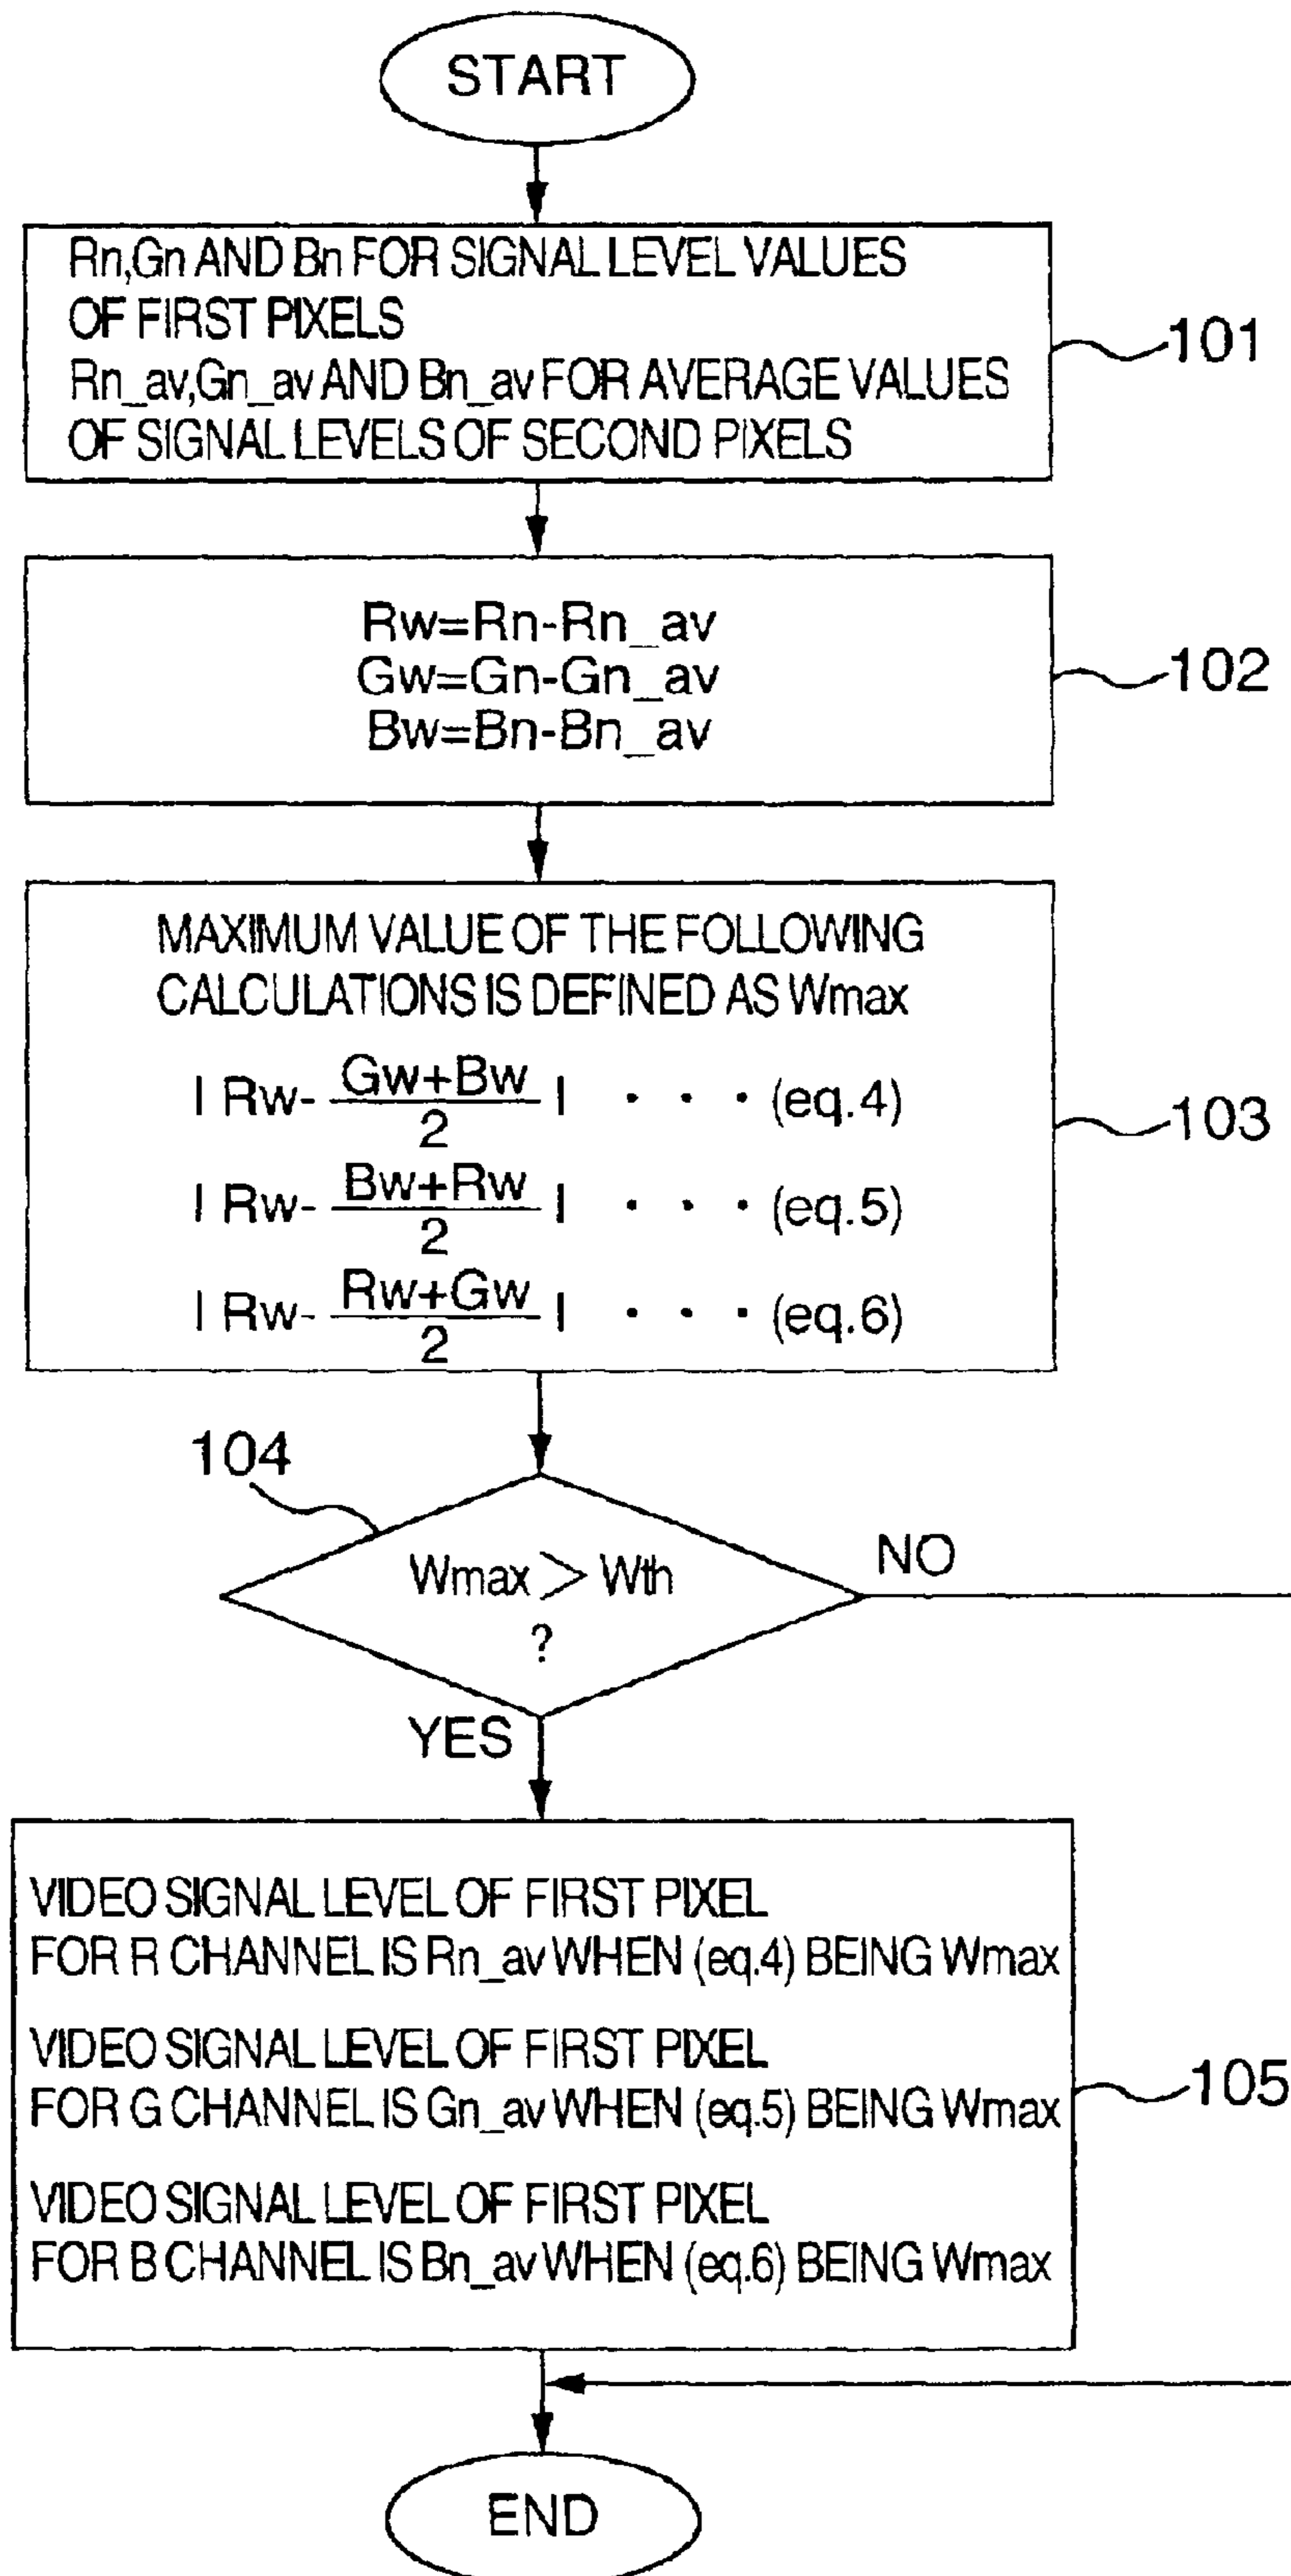 START
Rn,Gn AND Bn FOR SIGNAL LEVEL VALUES
OF FIRST PIXELS
Rn_av,Gn_av AND Bn_av FOR AVERAGE VALUES
OF SIGNAL LEVELS OF SECOND PIXELS
101
Rw=Rn-Rn_av
Gw=Gn-Gn_av
Bw=Bn-Bn_av
102
MAXIMUM VALUE OF THE FOLLOWING
CALCULATIONS IS DEFINED AS Wmax
| Rw- (Gw+Bw)/2 | · · · (eq.4)
| Rw- (Bw+Rw)/2 | · · · (eq.5)
| Rw- (Rw+Gw)/2 | · · · (eq.6)
103
104
Wmax > Wth
?
NO
YES
VIDEO SIGNAL LEVEL OF FIRST PIXEL
FOR R CHANNEL IS Rn_av WHEN (eq.4) BEING Wmax
VIDEO SIGNAL LEVEL OF FIRST PIXEL
FOR G CHANNEL IS Gn_av WHEN (eq.5) BEING Wmax
VIDEO SIGNAL LEVEL OF FIRST PIXEL
FOR B CHANNEL IS Bn_av WHEN (eq.6) BEING Wmax
105
END